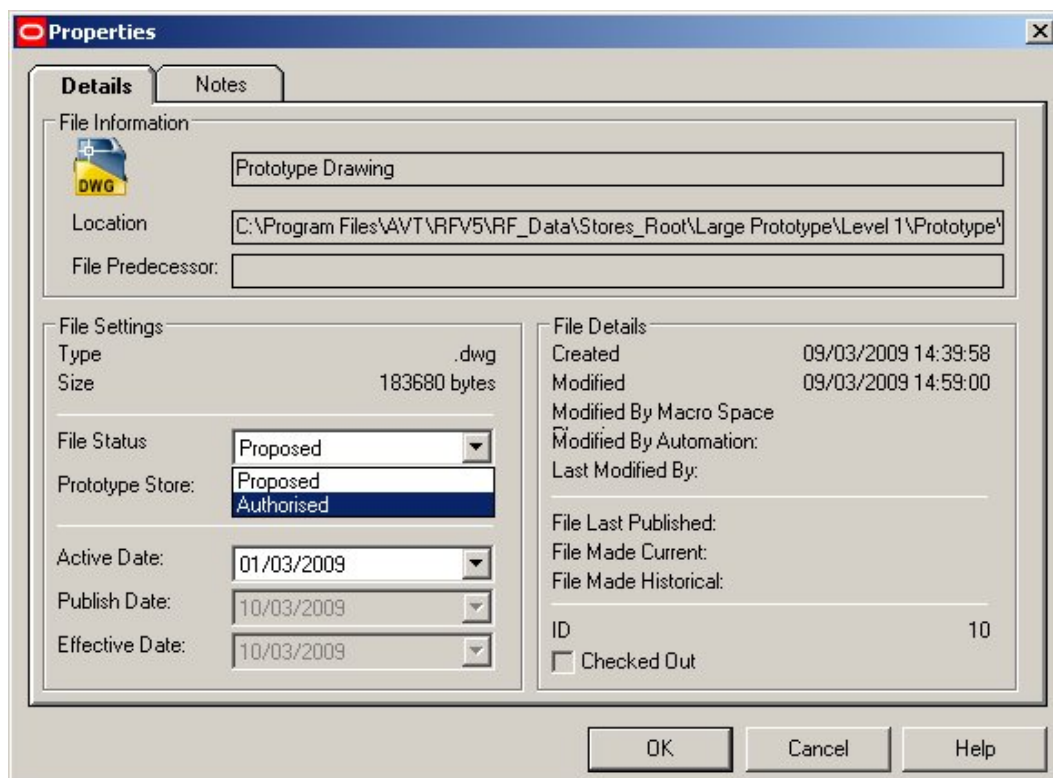 Properties
Details
Notes
File Information
DWG
Prototype Drawing
Location
C:\Program Files\AVT\RFV5\RF_Data\Stores_Root\Large Prototype\Level 1\Prototype\
File Predecessor:
File Settings
Type .dwg
Size 183680 bytes
File Status Proposed
Proposed
Prototype Store:
Authorised
Active Date: 01/03/2009
Publish Date: 10/03/2009
Effective Date: 10/03/2009
File Details
Created 09/03/2009 14:39:58
Modified 09/03/2009 14:59:00
Modified By Macro Space
Modified By Automation:
Last Modified By:
File Last Published:
File Made Current:
File Made Historical:
ID 10
Checked Out
OK Cancel Help